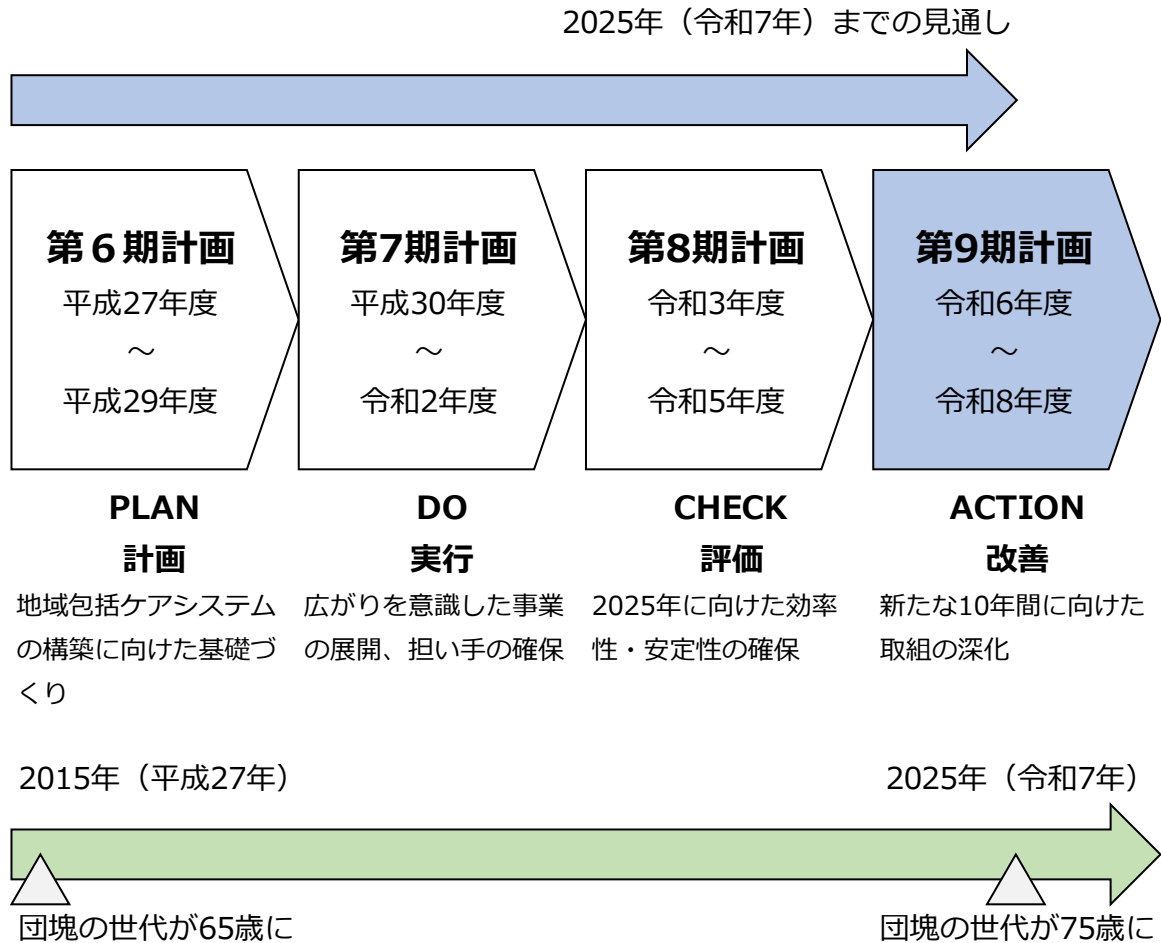 2025年（令和7年）までの見通し
第６期計画
平成27年度
～
平成29年度
第7期計画
平成30年度
～
令和2年度
第8期計画
令和3年度
～
令和5年度
第9期計画
令和6年度
～
令和8年度
PLAN
計画
地域包括ケアシステム
の構築に向けた基礎づ
くり
DO
実行
広がりを意識した事業
の展開、担い手の確保
CHECK
評価
2025年に向けた効率
性・安定性の確保
ACTION
改善
新たな10年間に向けた
取組の深化
2015年（平成27年）
2025年（令和7年）
団塊の世代が65歳に
団塊の世代が75歳に